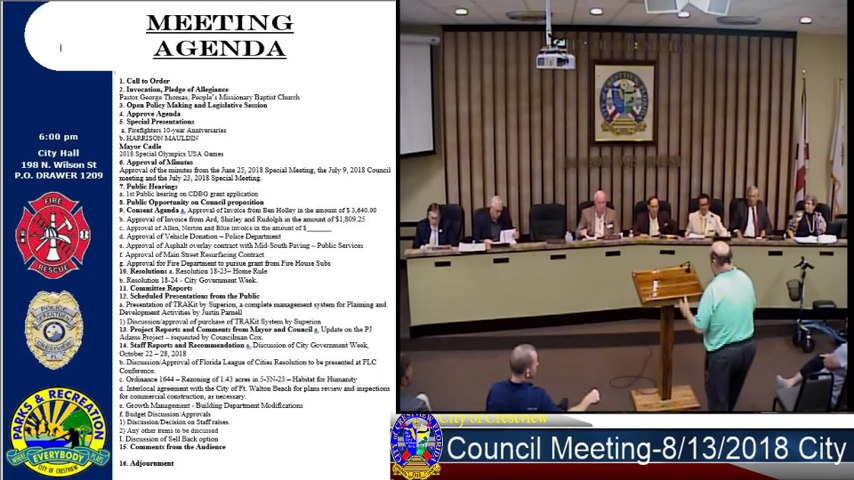 MEETING
AGENDA
6:00 pm
City Hall
198 N. Wilson St
P.O. DRAWER 1209
1. Call to Order
2. Invocation, Pledge of Allegiance
Pastor George Thomas, People's Missionary Baptist Church
3. Open Policy Making and Legislative Session
4. Approve Agenda
5. Special Presentations
a. Firefighters 10-year Anniversaries
b. HARRISON MAULDIN
Mayor Cadle
2018 Special Olympics USA Games
6. Approval of Minutes
Approval of the minutes from the June 25, 2018 Special Meeting, the July 9, 2018 Council
meeting and the July 23, 2018 Special Meeting.
7. Public Hearings
a. 1st Public hearing on CDBG grant application
8. Public Opportunity on Council proposition
9. Consent Agenda a. Approval of Invoice from Ben Holley in the amount of $ 3,640.00
b. Approval of Invoice from Ard, Shirley and Rudolph in the amount of $1,809.25
c. Approval of Allen, Norton and Blue invoice in the amount of $______
d. Approval of Vehicle Donation – Police Department
e. Approval of Asphalt overlay contract with Mid-South Paving – Public Services
f. Approval of Main Street Resurfacing Contract
g. Approval for Fire Department to pursue grant from Fire House Subs
10. Resolutions a. Resolution 18-23– Home Rule
b. Resolution 18-24 - City Government Week.
11. Committee Reports
12. Scheduled Presentations from the Public
a. Presentation of TRAKit by Superion, a complete management system for Planning and
Development Activities by Justin Parnell
1) Discussion/approval of purchase of TRAKit System by Superion
13. Project Reports and Comments from Mayor and Council a. Update on the PJ
Adams Project – requested by Councilman Cox.
14. Staff Reports and Recommendation a. Discussion of City Government Week,
October 22 – 28, 2018
b. Discussion/Approval of Florida League of Cities Resolution to be presented at FLC
Conference.
c. Ordinance 1644 – Rezoning of 1.43 acres in 5-3N-23 – Habitat for Humanity
d. Interlocal agreement with the City of Ft. Walton Beach for plans review and inspections
for commercial construction, as necessary.
e. Growth Management - Building Department Modifications
f. Budget Discussion/Approvals
1) Discussion/Decision on Staff raises.
2) Any other items to be discussed
I. Discussion of Sell Back option
15. Comments from the Audience
16. Adjournment
FIRE
RESCUE
POLICE
PARKS & RECREATION
EVERYBODY
PLAYS
CITY OF CRESTVIEW
City of Crestview
Council Meeting-8/13/2018 City